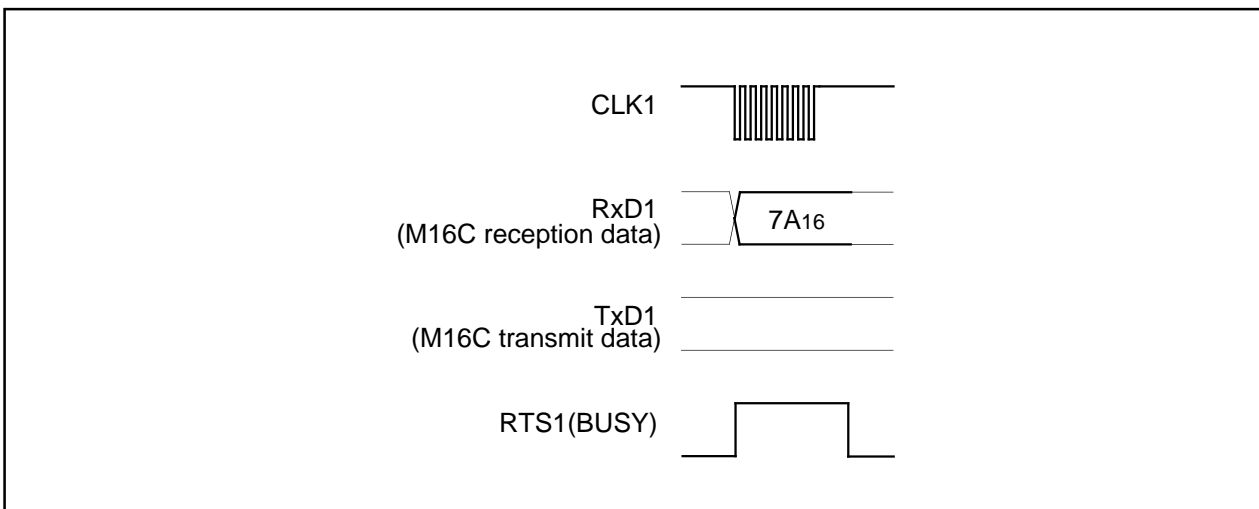 CLK1
RxD1
(M16C reception data)
7A16
TxD1
(M16C transmit data)
RTS1(BUSY)